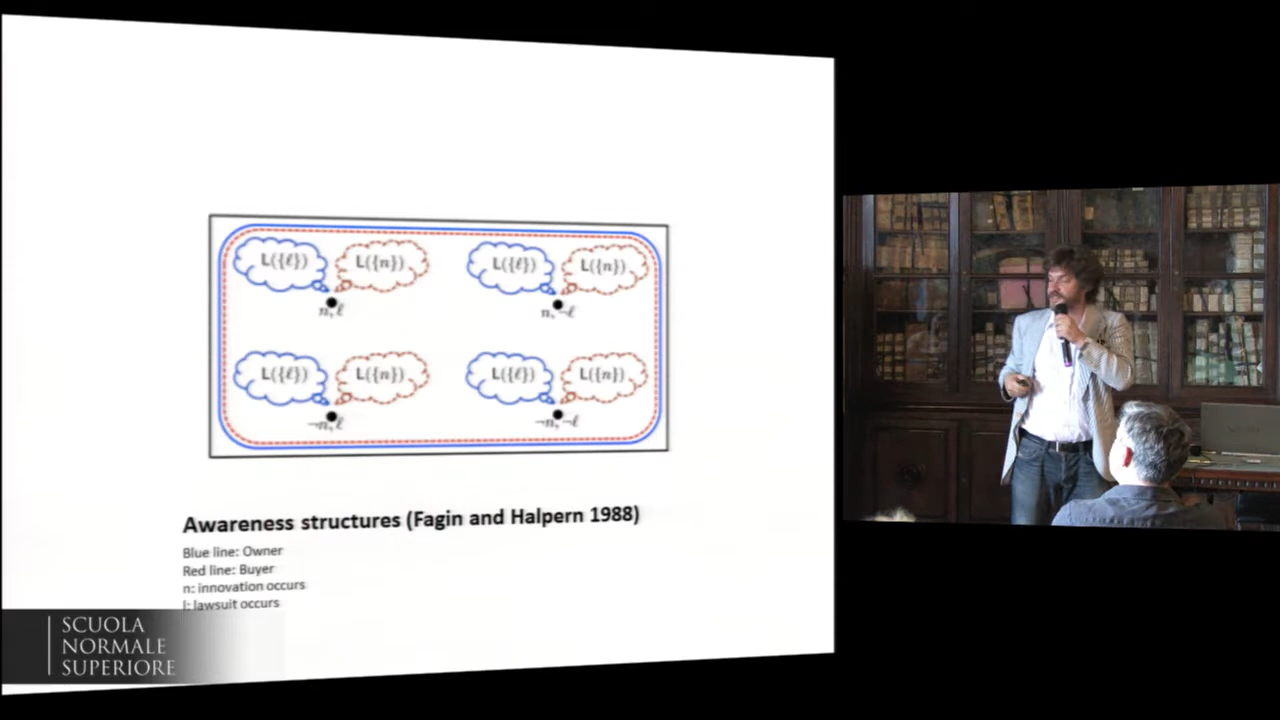 L({ℓ}) L({n}) L({ℓ}) L({n})
n, ℓ n, ¬ℓ
L({ℓ}) L({n}) L({ℓ}) L({n})
¬n, ℓ ¬n, ¬ℓ
Awareness structures (Fagin and Halpern 1988)
Blue line: Owner
Red line: Buyer
n: innovation occurs
l: lawsuit occurs
SCUOLA
NORMALE
SUPERIORE